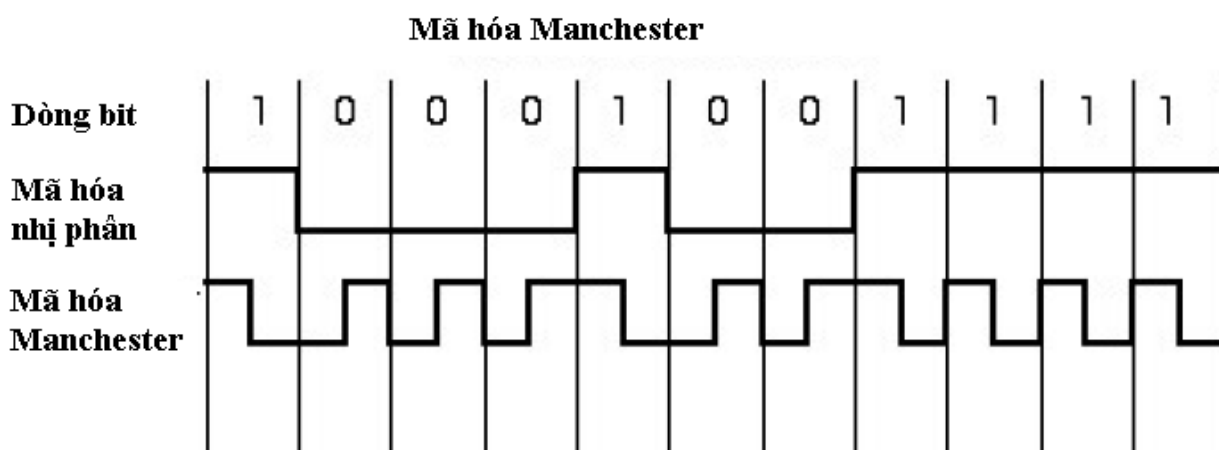 Mã hóa Manchester
Dòng bit 1 0 0 0 1 0 0 1 1 1 1
Mã hóa
nhị phân
Mã hóa
Manchester